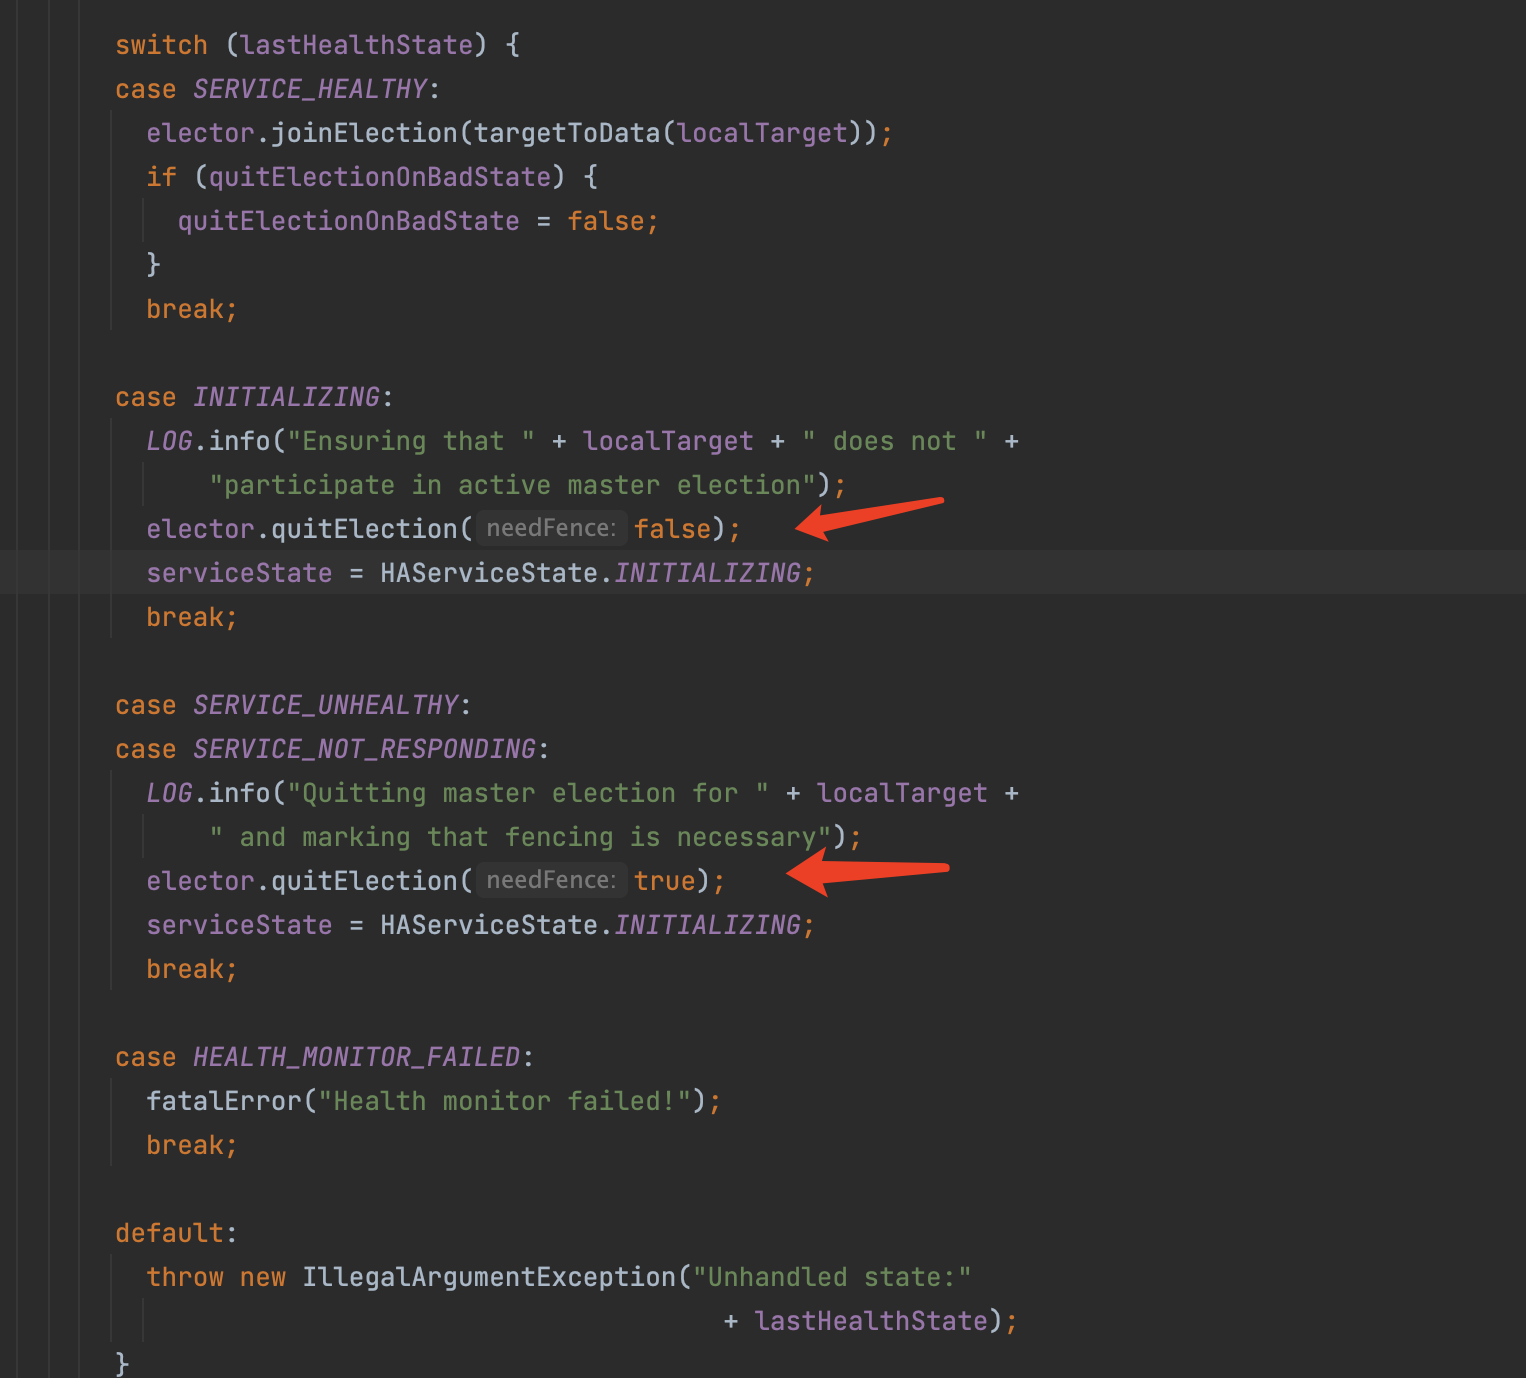 switch (lastHealthState) {
case SERVICE_HEALTHY:
elector.joinElection(targetToData(localTarget));
if (quitElectionOnBadState) {
quitElectionOnBadState = false;
}
break;
case INITIALIZING:
LOG.info("Ensuring that " + localTarget + " does not " +
"participate in active master election");
elector.quitElection( needFence: false);
serviceState = HAServiceState.INITIALIZING;
break;
case SERVICE_UNHEALTHY:
case SERVICE_NOT_RESPONDING:
LOG.info("Quitting master election for " + localTarget +
" and marking that fencing is necessary");
elector.quitElection( needFence: true);
serviceState = HAServiceState.INITIALIZING;
break;
case HEALTH_MONITOR_FAILED:
fatalError("Health monitor failed!");
break;
default:
throw new IllegalArgumentException("Unhandled state:"
+ lastHealthState);
}